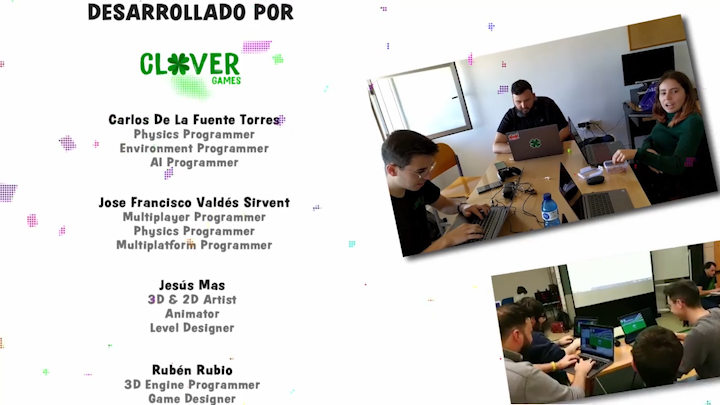 DESARROLLADO POR
CLOVER
GAMES
Carlos De La Fuente Torres
Physics Programmer
Environment Programmer
AI Programmer
Jose Francisco Valdés Sirvent
Multiplayer Programmer
Physics Programmer
Multiplatform Programmer
Jesús Mas
3D & 2D Artist
Animator
Level Designer
Rubén Rubio
3D Engine Programmer
Game Designer